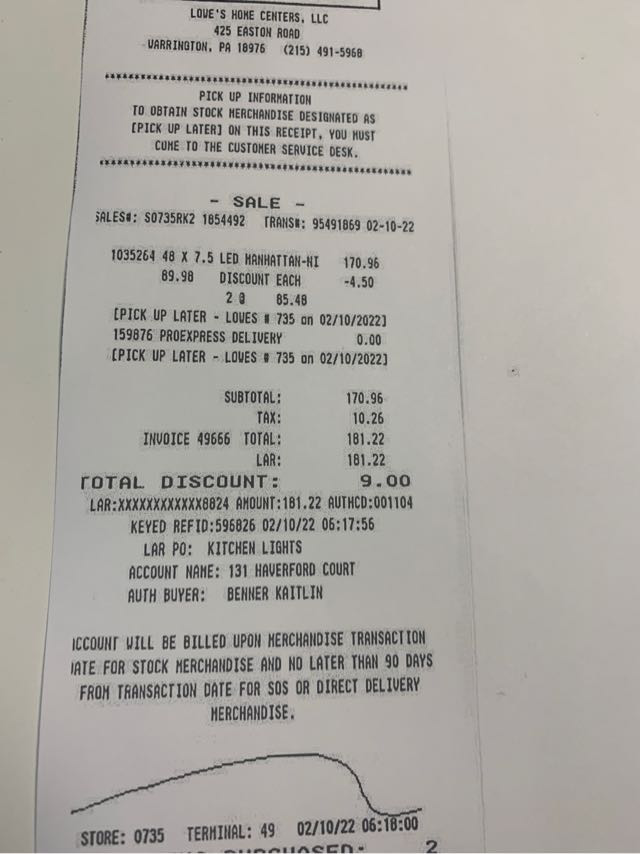 LOWE'S HOME CENTERS, LLC
425 EASTON ROAD
WARRINGTON, PA 18976 (215) 491-5968
****************************************************
PICK UP INFORMATION
TO OBTAIN STOCK MERCHANDISE DESIGNATED AS
[PICK UP LATER] ON THIS RECEIPT, YOU MUST
COME TO THE CUSTOMER SERVICE DESK.
****************************************************
- SALE -
SALES#: S0735RK2 1854492 TRANS#: 95491869 02-10-22
1035264 48 X 7.5 LED MANHATTAN-NI 170.96
89.98 DISCOUNT EACH -4.50
2 @ 85.48
[PICK UP LATER - LOWES # 735 on 02/10/2022]
159876 PROEXPRESS DELIVERY 0.00
[PICK UP LATER - LOWES # 735 on 02/10/2022]
SUBTOTAL: 170.96
TAX: 10.26
INVOICE 49666 TOTAL: 181.22
LAR: 181.22
TOTAL DISCOUNT: 9.00
LAR:XXXXXXXXXXXX8824 AMOUNT:181.22 AUTHCD:001104
KEYED REFID:596826 02/10/22 06:17:56
LAR PO: KITCHEN LIGHTS
ACCOUNT NAME: 131 HAVERFORD COURT
AUTH BUYER: BENNER KAITLIN
ACCOUNT WILL BE BILLED UPON MERCHANDISE TRANSACTION
DATE FOR STOCK MERCHANDISE AND NO LATER THAN 90 DAYS
FROM TRANSACTION DATE FOR SOS OR DIRECT DELIVERY
MERCHANDISE.
STORE: 0735 TERMINAL: 49 02/10/22 06:18:00
PURCHASED: 2